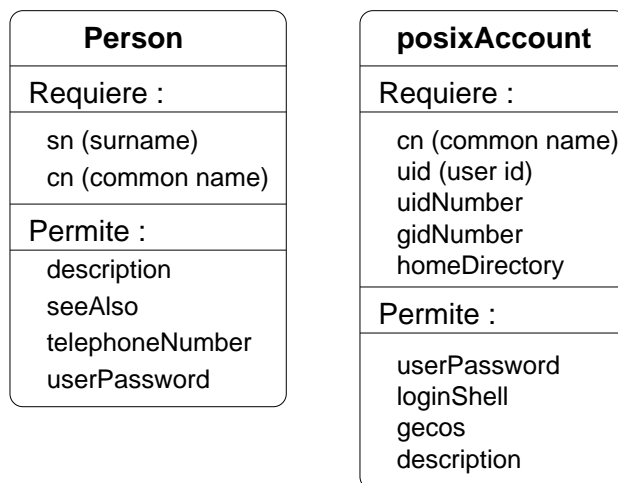 Person
Requiere :
sn (surname)
cn (common name)
Permite :
description
seeAlso
telephoneNumber
userPassword
posixAccount
Requiere :
cn (common name)
uid (user id)
uidNumber
gidNumber
homeDirectory
Permite :
userPassword
loginShell
gecos
description